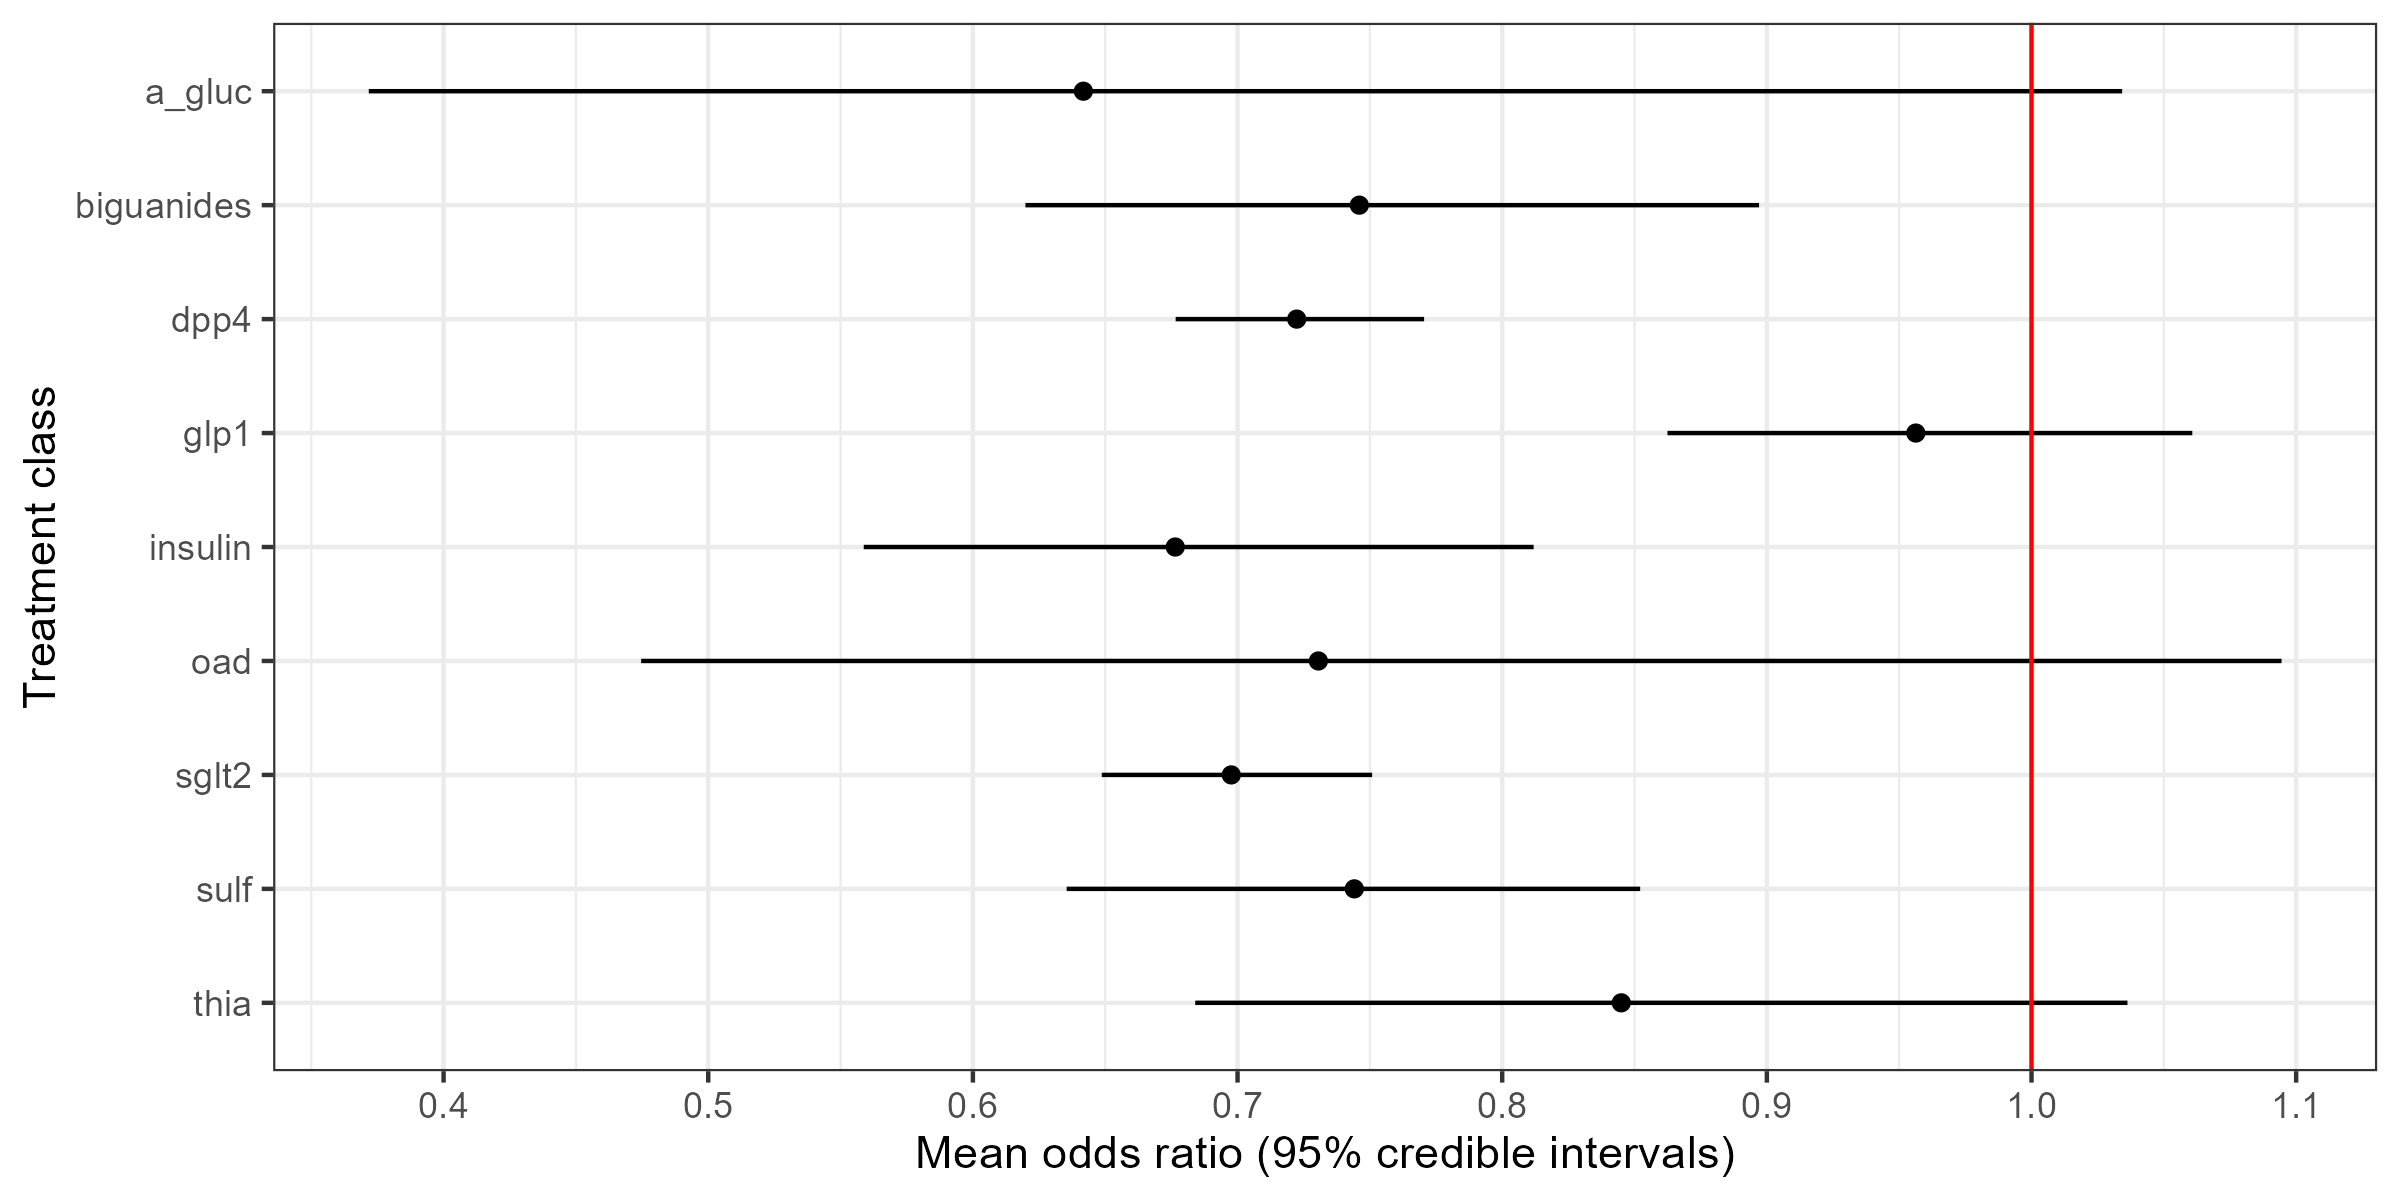 Treatment class
a_gluc
biguanides
dpp4
glp1
insulin
oad
sglt2
sulf
thia
0.4 0.5 0.6 0.7 0.8 0.9 1.0 1.1
Mean odds ratio (95% credible intervals)